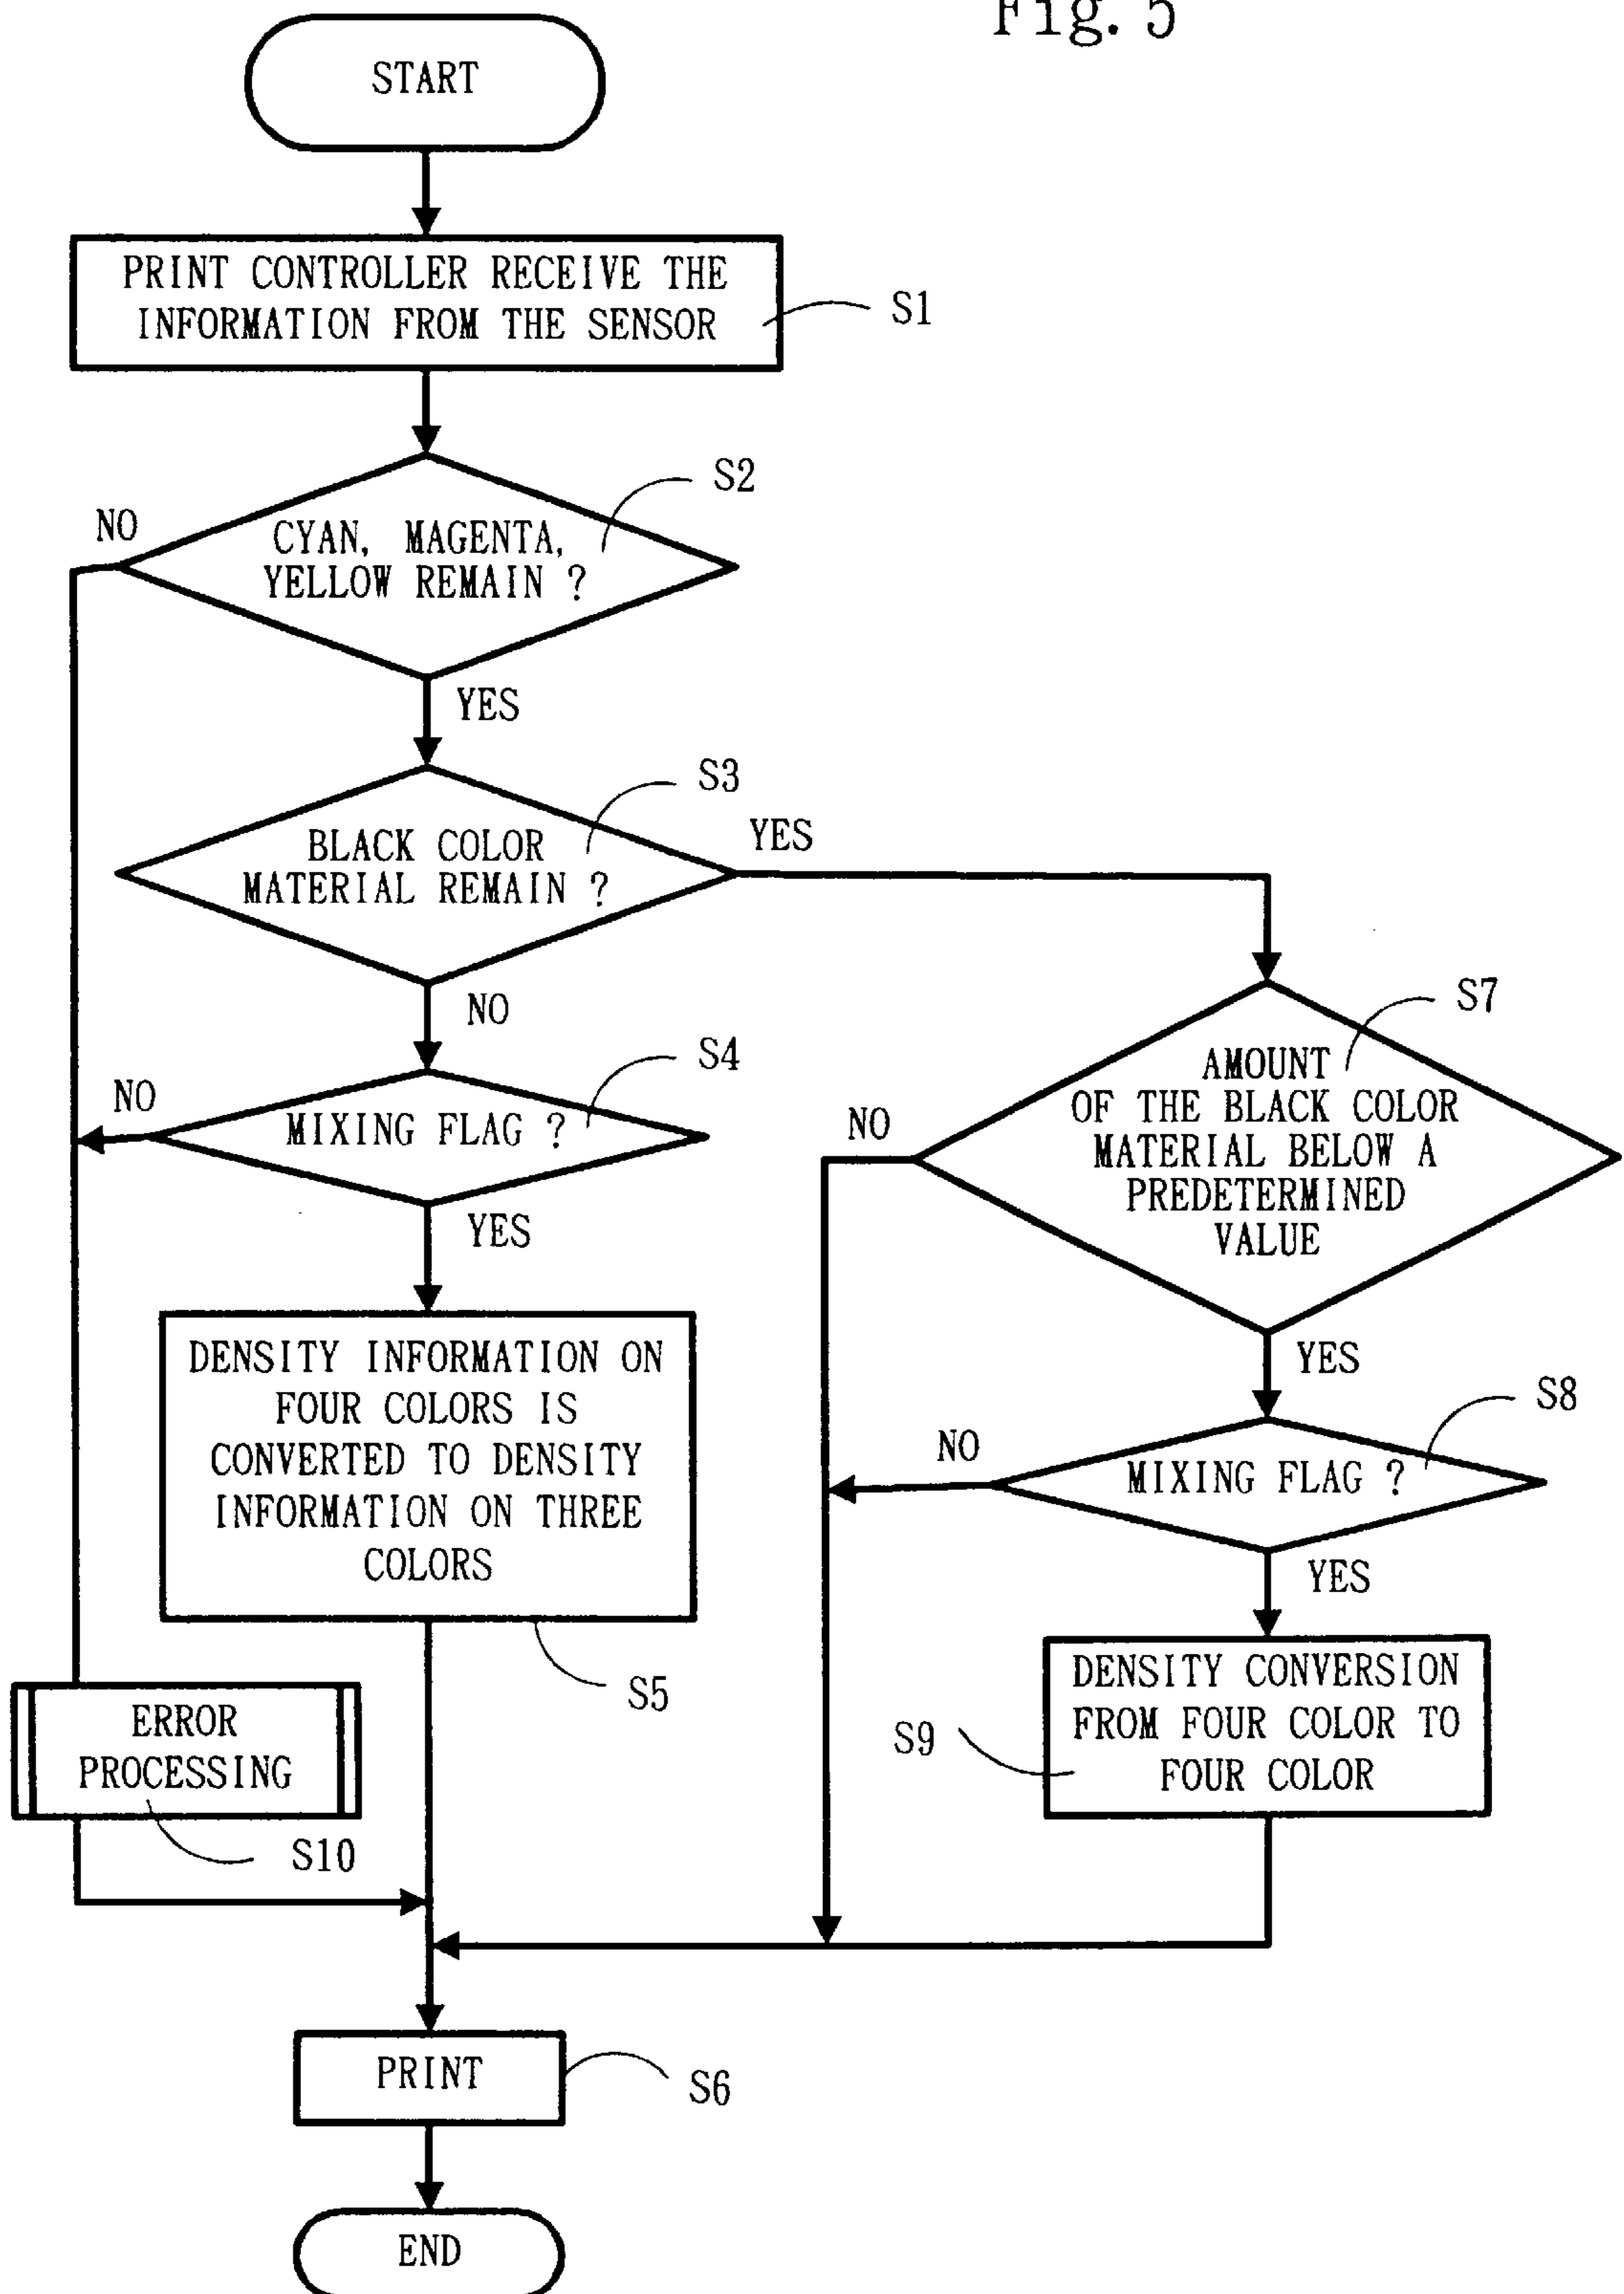 Fig. 5
START
PRINT CONTROLLER RECEIVE THE
INFORMATION FROM THE SENSOR
S1
S2
NO
CYAN, MAGENTA,
YELLOW REMAIN ?
YES
S3
BLACK COLOR
MATERIAL REMAIN ?
YES
NO
S4
NO
MIXING FLAG ?
YES
DENSITY INFORMATION ON
FOUR COLORS IS
CONVERTED TO DENSITY
INFORMATION ON THREE
COLORS
S5
S7
AMOUNT
OF THE BLACK COLOR
MATERIAL BELOW A
PREDETERMINED
VALUE
NO
YES
S8
NO
MIXING FLAG ?
YES
DENSITY CONVERSION
FROM FOUR COLOR TO
FOUR COLOR
S9
ERROR
PROCESSING
S10
PRINT
S6
END